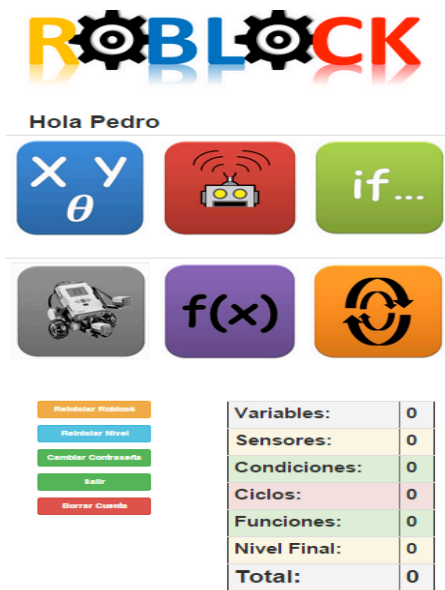 ROBLOCK
Hola Pedro
X Y
θ
if...
f(x)
Reiniciar Roblock
Reiniciar Nivel
Cambiar Contraseña
Salir
Borrar Cuenta
Variables: 0
Sensores: 0
Condiciones: 0
Ciclos: 0
Funciones: 0
Nivel Final: 0
Total: 0